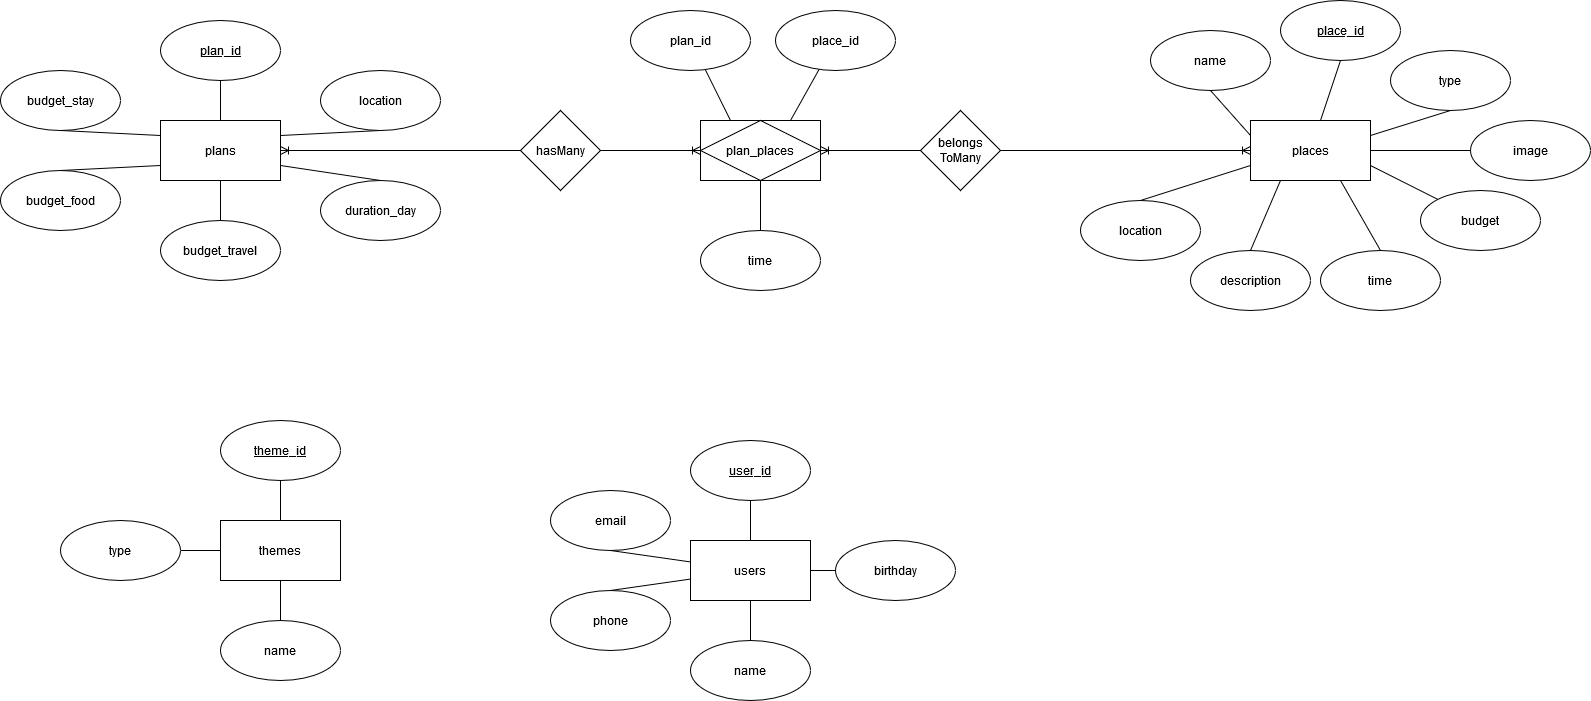 plan_id
budget_stay
location
plans
budget_food
duration_day
budget_travel
hasMany
plan_id
place_id
plan_places
time
belongs
ToMany
place_id
name
type
places
image
location
budget
description
time
theme_id
type
themes
name
user_id
email
users
birthday
phone
name